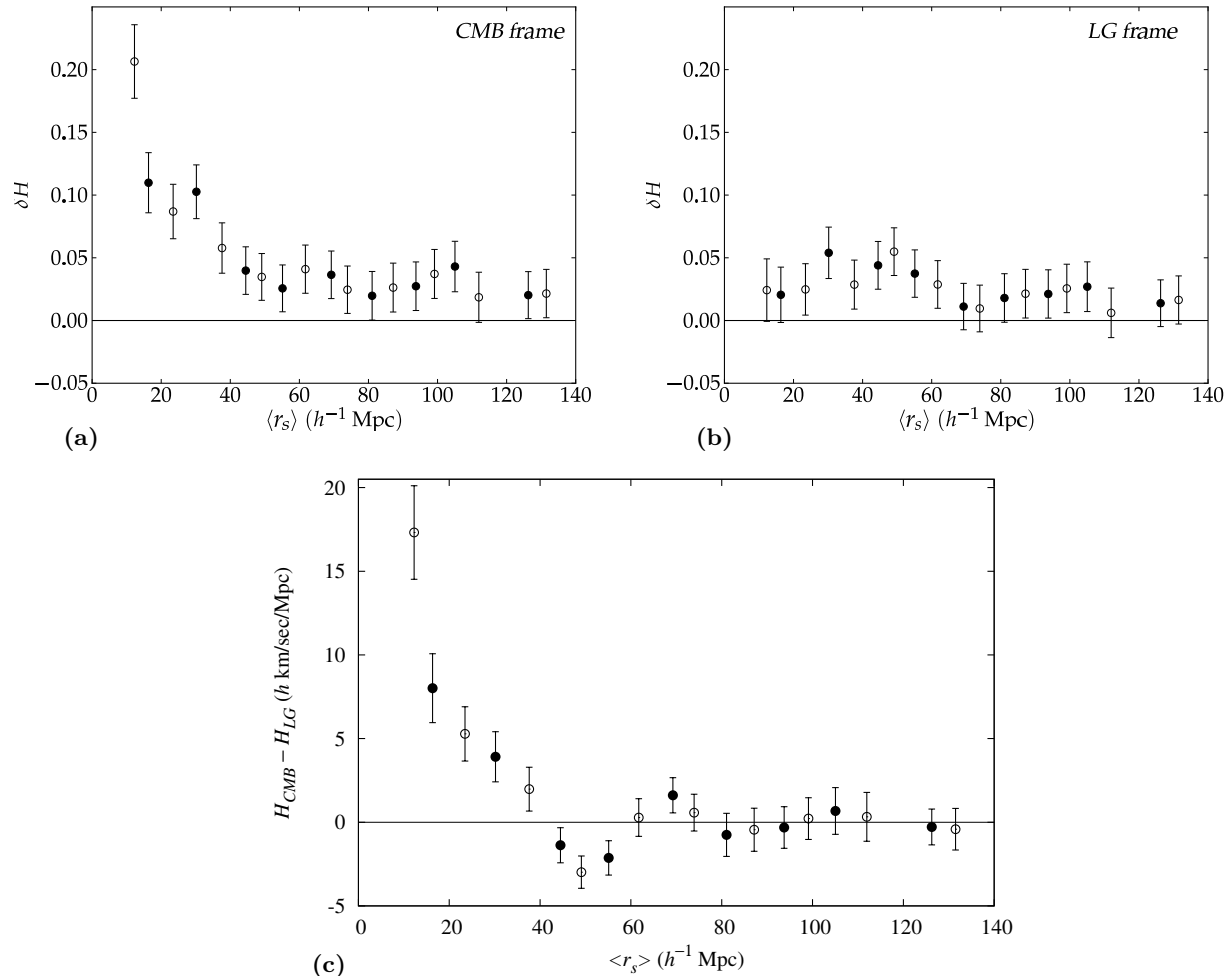 CMB frame
0.20
0.15
0.10
0.05
0.00
−0.05
δH
0 20 40 60 80 100 120 140
⟨rₛ⟩ (h⁻¹ Mpc)
(a)
LG frame
0.20
0.15
0.10
0.05
0.00
−0.05
δH
0 20 40 60 80 100 120 140
⟨rₛ⟩ (h⁻¹ Mpc)
(b)
20
15
10
5
0
-5
H_CMB − H_LG (h km/sec/Mpc)
0 20 40 60 80 100 120 140
<rₛ> (h⁻¹ Mpc)
(c)